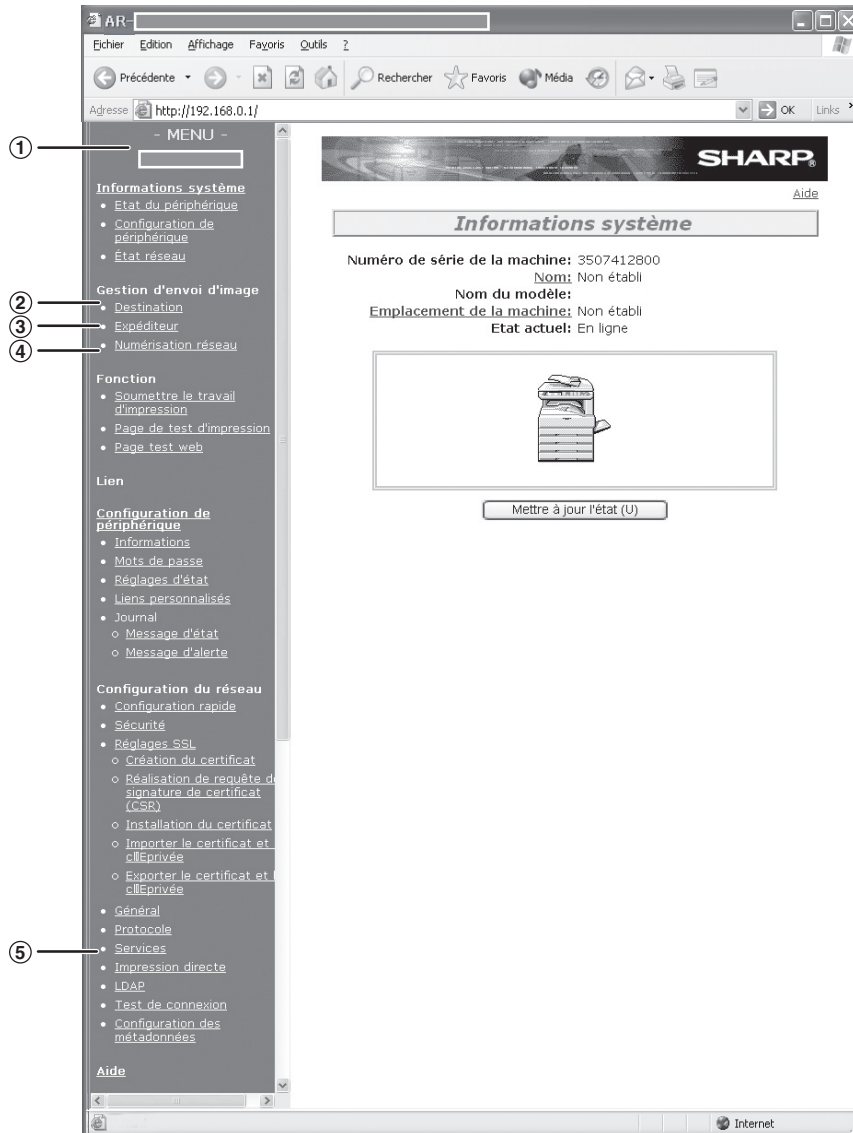 AR-
Fichier Edition Affichage Favoris Outils ?
Précédente Rechercher Favoris Média
Adresse http://192.168.0.1/ OK Links
① - MENU -
Informations système
• Etat du périphérique
• Configuration de
périphérique
• État réseau
Gestion d'envoi d'image
② • Destination
③ • Expéditeur
④ • Numérisation réseau
Fonction
• Soumettre le travail
d'impression
• Page de test d'impression
• Page test web
Lien
Configuration de
périphérique
• Informations
• Mots de passe
• Réglages d'état
• Liens personnalisés
• Journal
o Message d'état
o Message d'alerte
Configuration du réseau
• Configuration rapide
• Sécurité
• Réglages SSL
o Création du certificat
o Réalisation de requête de
signature de certificat
(CSR)
o Installation du certificat
o Importer le certificat et
clEprivée
o Exporter le certificat et l
clEprivée
• Général
• Protocole
⑤ • Services
• Impression directe
• LDAP
• Test de connexion
• Configuration des
métadonnées
Aide
SHARP®
Aide
Informations système
Numéro de série de la machine: 3507412800
Nom: Non établi
Nom du modèle:
Emplacement de la machine: Non établi
Etat actuel: En ligne
Mettre à jour l'état (U)
Internet